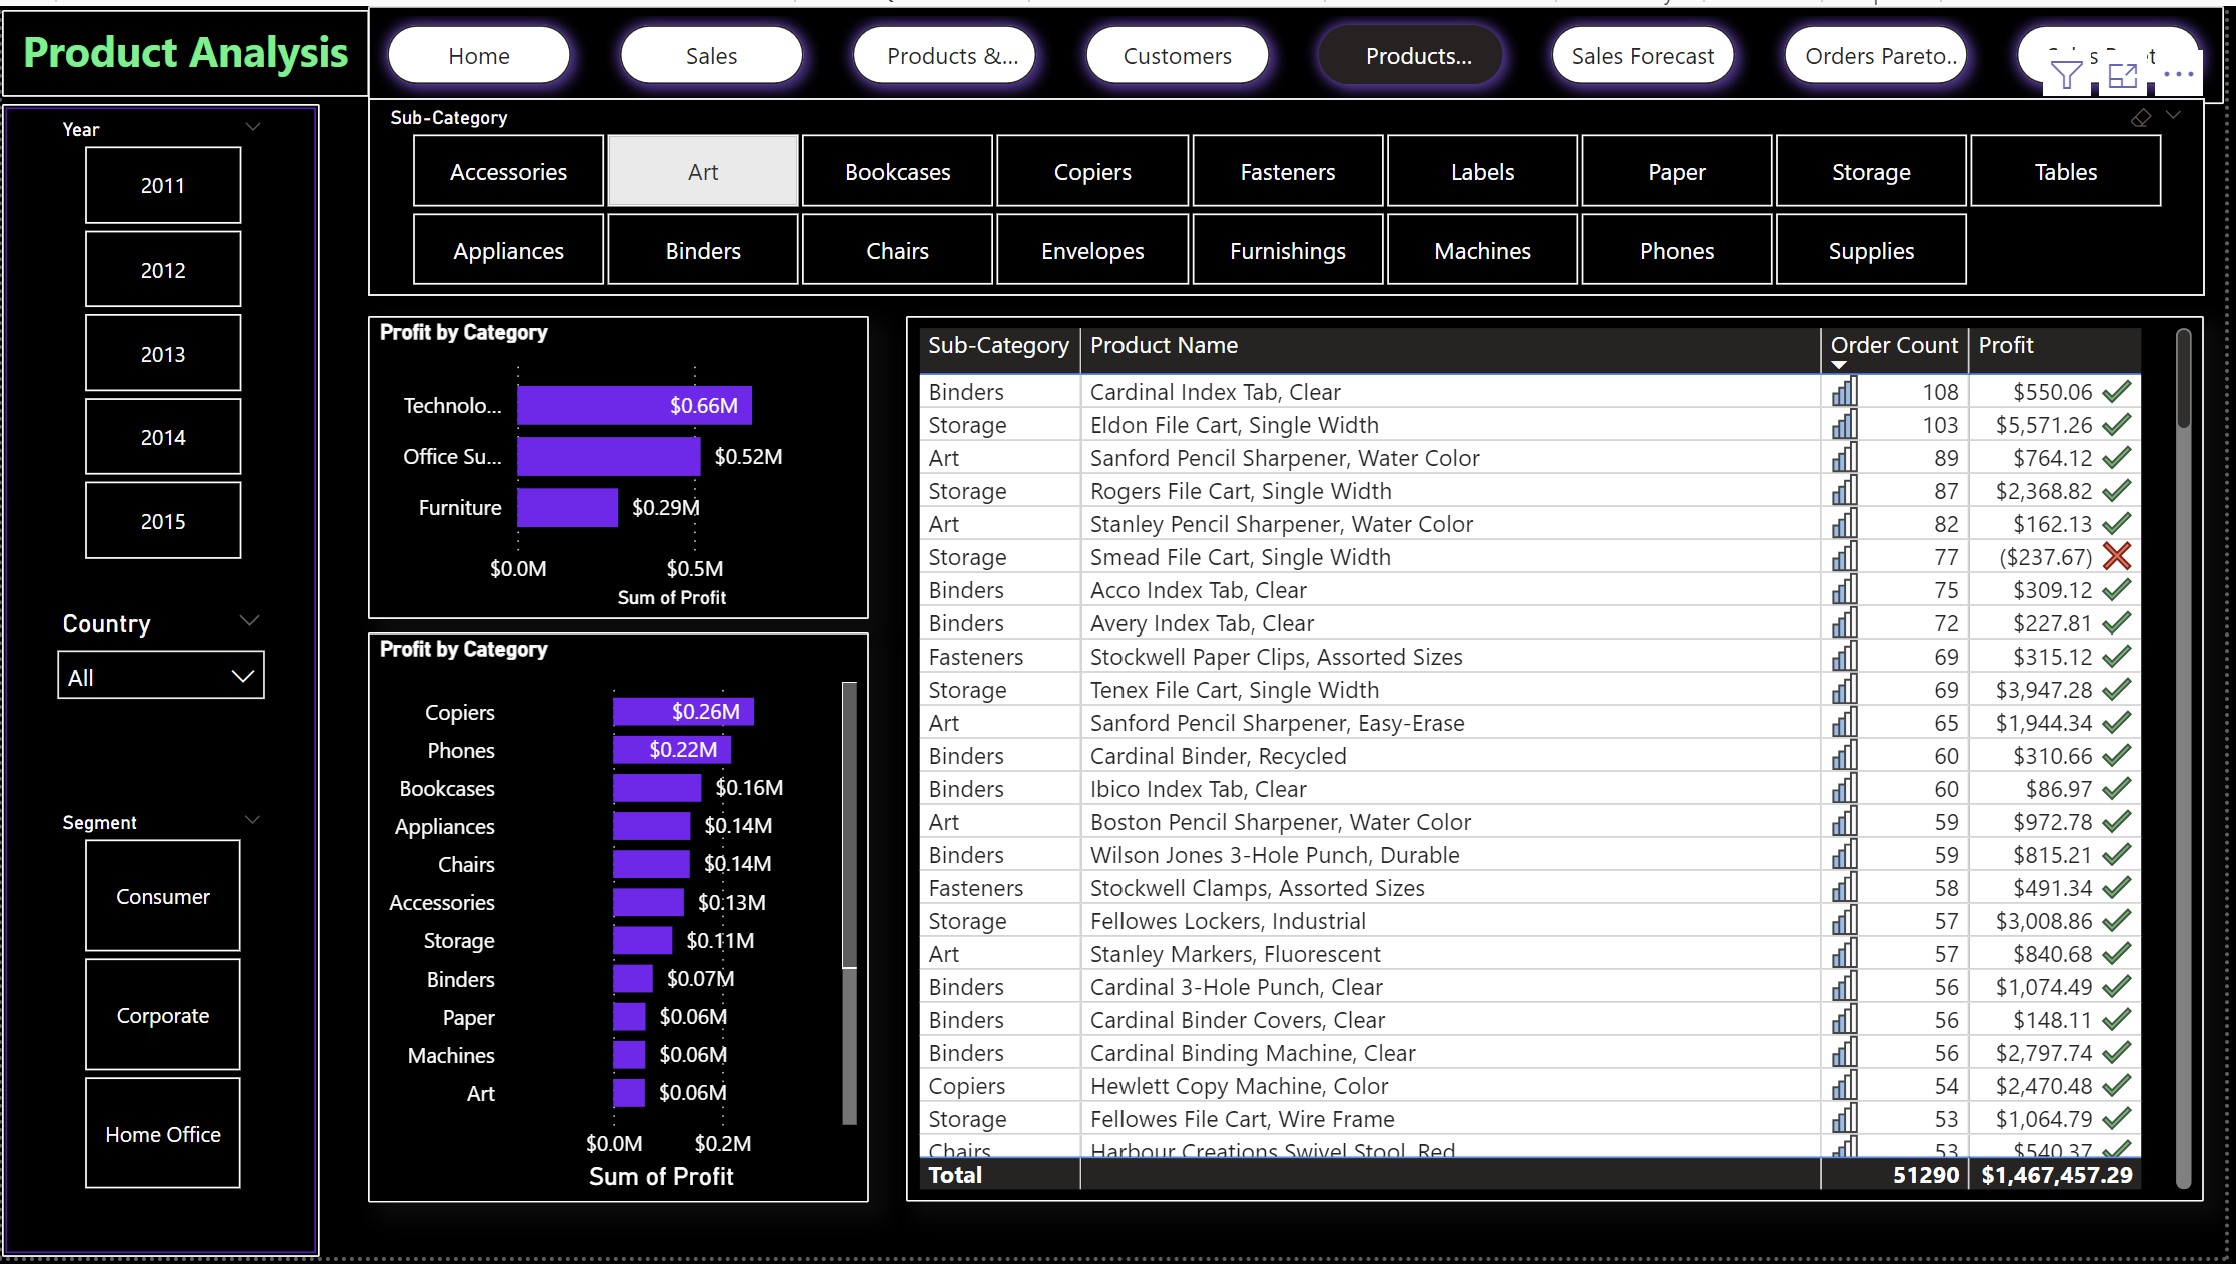 Product Analysis
Home
Sales
Products &...
Customers
Products...
Sales Forecast
Orders Pareto..
Year
2011
2012
2013
2014
2015
Country
All
Segment
Consumer
Corporate
Home Office
Sub-Category
Accessories Art Bookcases Copiers Fasteners Labels Paper Storage Tables
Appliances Binders Chairs Envelopes Furnishings Machines Phones Supplies
Profit by Category
Technolo... $0.66M
Office Su... $0.52M
Furniture $0.29M
$0.0M $0.5M
Sum of Profit
Profit by Category
Copiers $0.26M
Phones $0.22M
Bookcases $0.16M
Appliances $0.14M
Chairs $0.14M
Accessories $0.13M
Storage $0.11M
Binders $0.07M
Paper $0.06M
Machines $0.06M
Art $0.06M
$0.0M $0.2M
Sum of Profit
Sub-Category Product Name Order Count Profit
Binders Cardinal Index Tab, Clear 108 $550.06
Storage Eldon File Cart, Single Width 103 $5,571.26
Art Sanford Pencil Sharpener, Water Color 89 $764.12
Storage Rogers File Cart, Single Width 87 $2,368.82
Art Stanley Pencil Sharpener, Water Color 82 $162.13
Storage Smead File Cart, Single Width 77 ($237.67)
Binders Acco Index Tab, Clear 75 $309.12
Binders Avery Index Tab, Clear 72 $227.81
Fasteners Stockwell Paper Clips, Assorted Sizes 69 $315.12
Storage Tenex File Cart, Single Width 69 $3,947.28
Art Sanford Pencil Sharpener, Easy-Erase 65 $1,944.34
Binders Cardinal Binder, Recycled 60 $310.66
Binders Ibico Index Tab, Clear 60 $86.97
Art Boston Pencil Sharpener, Water Color 59 $972.78
Binders Wilson Jones 3-Hole Punch, Durable 59 $815.21
Fasteners Stockwell Clamps, Assorted Sizes 58 $491.34
Storage Fellowes Lockers, Industrial 57 $3,008.86
Art Stanley Markers, Fluorescent 57 $840.68
Binders Cardinal 3-Hole Punch, Clear 56 $1,074.49
Binders Cardinal Binder Covers, Clear 56 $148.11
Binders Cardinal Binding Machine, Clear 56 $2,797.74
Copiers Hewlett Copy Machine, Color 54 $2,470.48
Storage Fellowes File Cart, Wire Frame 53 $1,064.79
Chairs Harbour Creations Swivel Stool, Red 53 $540.37
Total 51290 $1,467,457.29